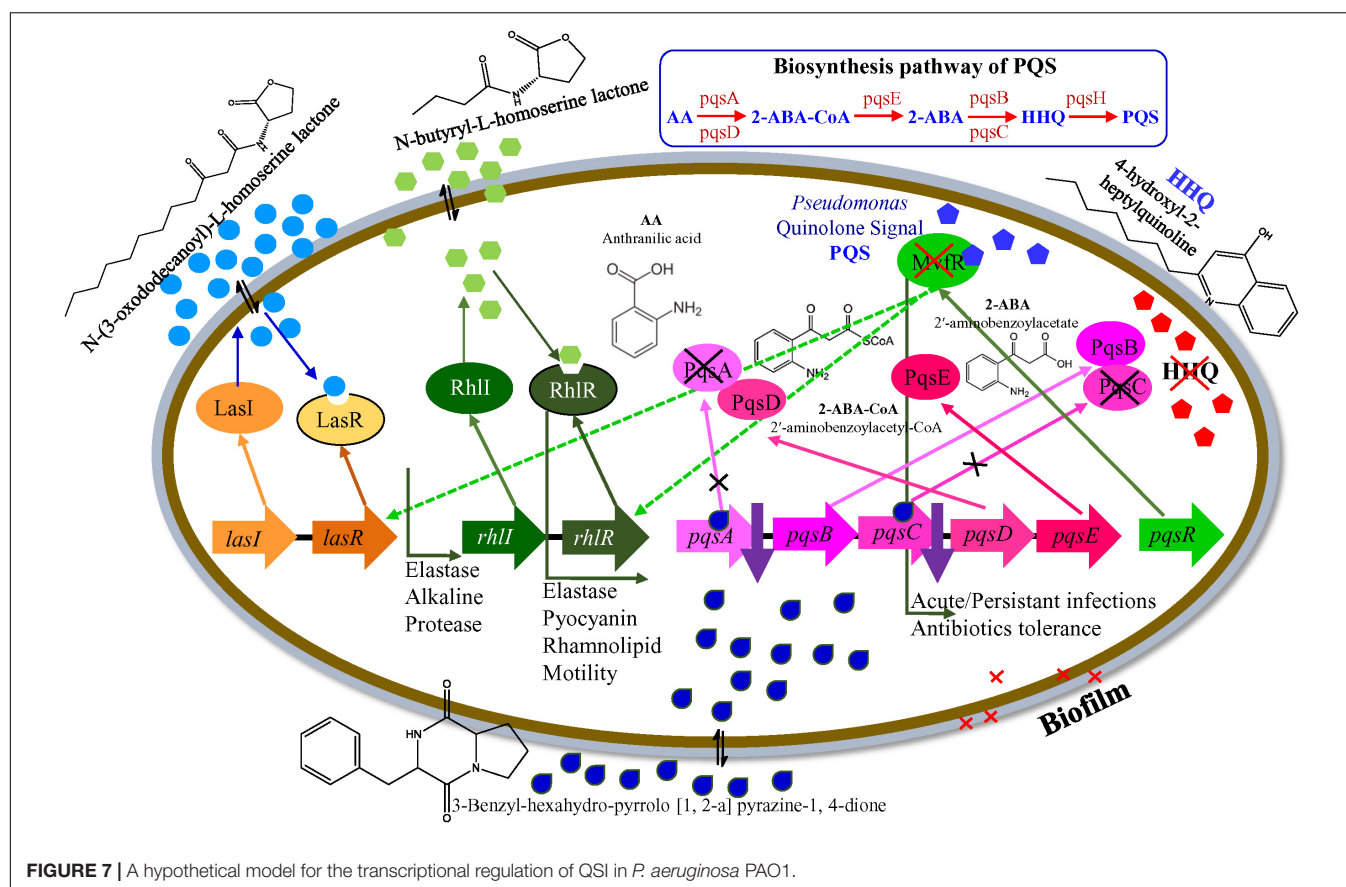 N-(3-oxododecanoyl)-L-homoserine lactone
N-butyryl-L-homoserine lactone
Biosynthesis pathway of PQS
pqsA pqsE pqsB pqsH
AA 2-ABA-CoA 2-ABA HHQ PQS
pqsD pqsC
HHQ
4-hydroxyl-2-
heptylquinoline
O
O
O
O
N
H
O
O
O
N
H
OH
N
AA
Anthranilic acid
O
OH
NH₂
Pseudomonas
Quinolone Signal
PQS
MvfR
O
O
SCoA
NH₂
2-ABA
2'-aminobenzoylacetate
O
O
OH
NH₂
2-ABA-CoA
2'-aminobenzoylacetyl-CoA
LasI
LasR
RhlI
RhlR
PqsA
PqsD
PqsE
PqsB
PqsC
HHQ
lasI lasR rhlI rhlR pqsA pqsB pqsC pqsD pqsE pqsR
Elastase
Alkaline
Protease
Elastase
Pyocyanin
Rhamnolipid
Motility
Acute/Persistant infections
Antibiotics tolerance
Biofilm
O
HN
N
O
3-Benzyl-hexahydro-pyrrolo [1, 2-a] pyrazine-1, 4-dione
FIGURE 7 | A hypothetical model for the transcriptional regulation of QSI in P. aeruginosa PAO1.